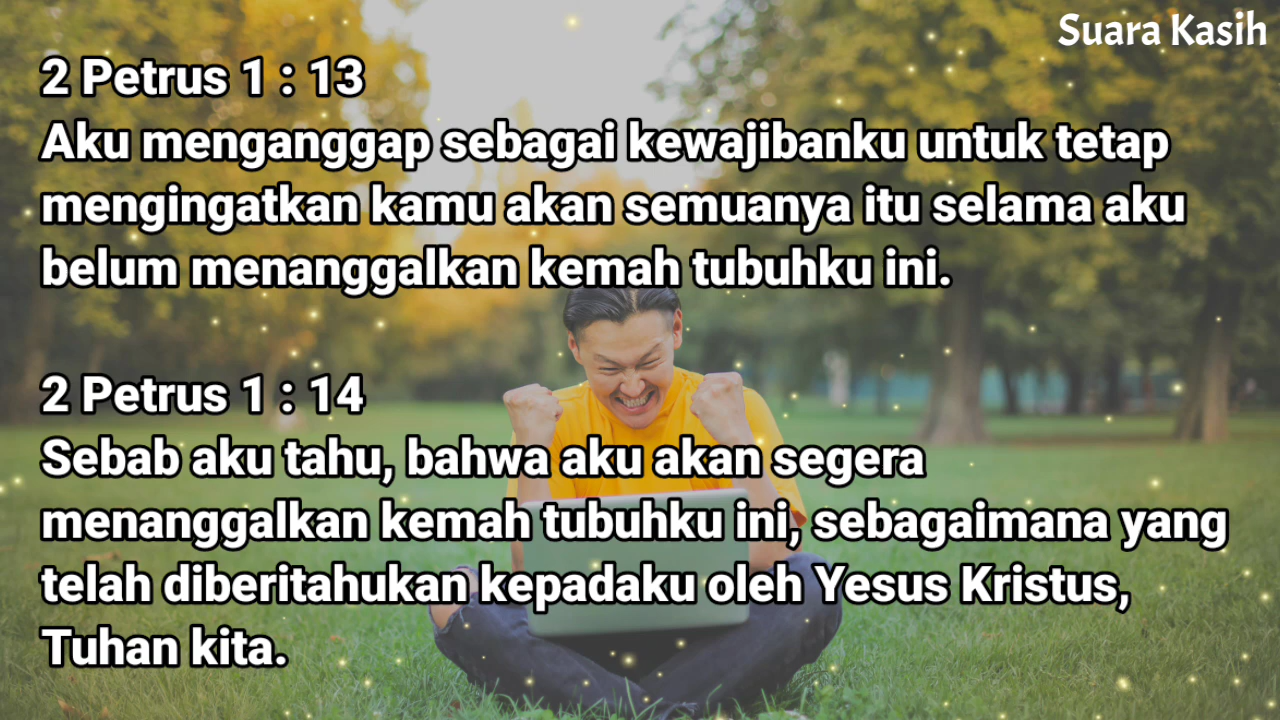 Suara Kasih
2 Petrus 1 : 13
Aku menganggap sebagai kewajibanku untuk tetap
mengingatkan kamu akan semuanya itu selama aku
belum menanggalkan kemah tubuhku ini.
2 Petrus 1 : 14
Sebab aku tahu, bahwa aku akan segera
menanggalkan kemah tubuhku ini, sebagaimana yang
telah diberitahukan kepadaku oleh Yesus Kristus,
Tuhan kita.